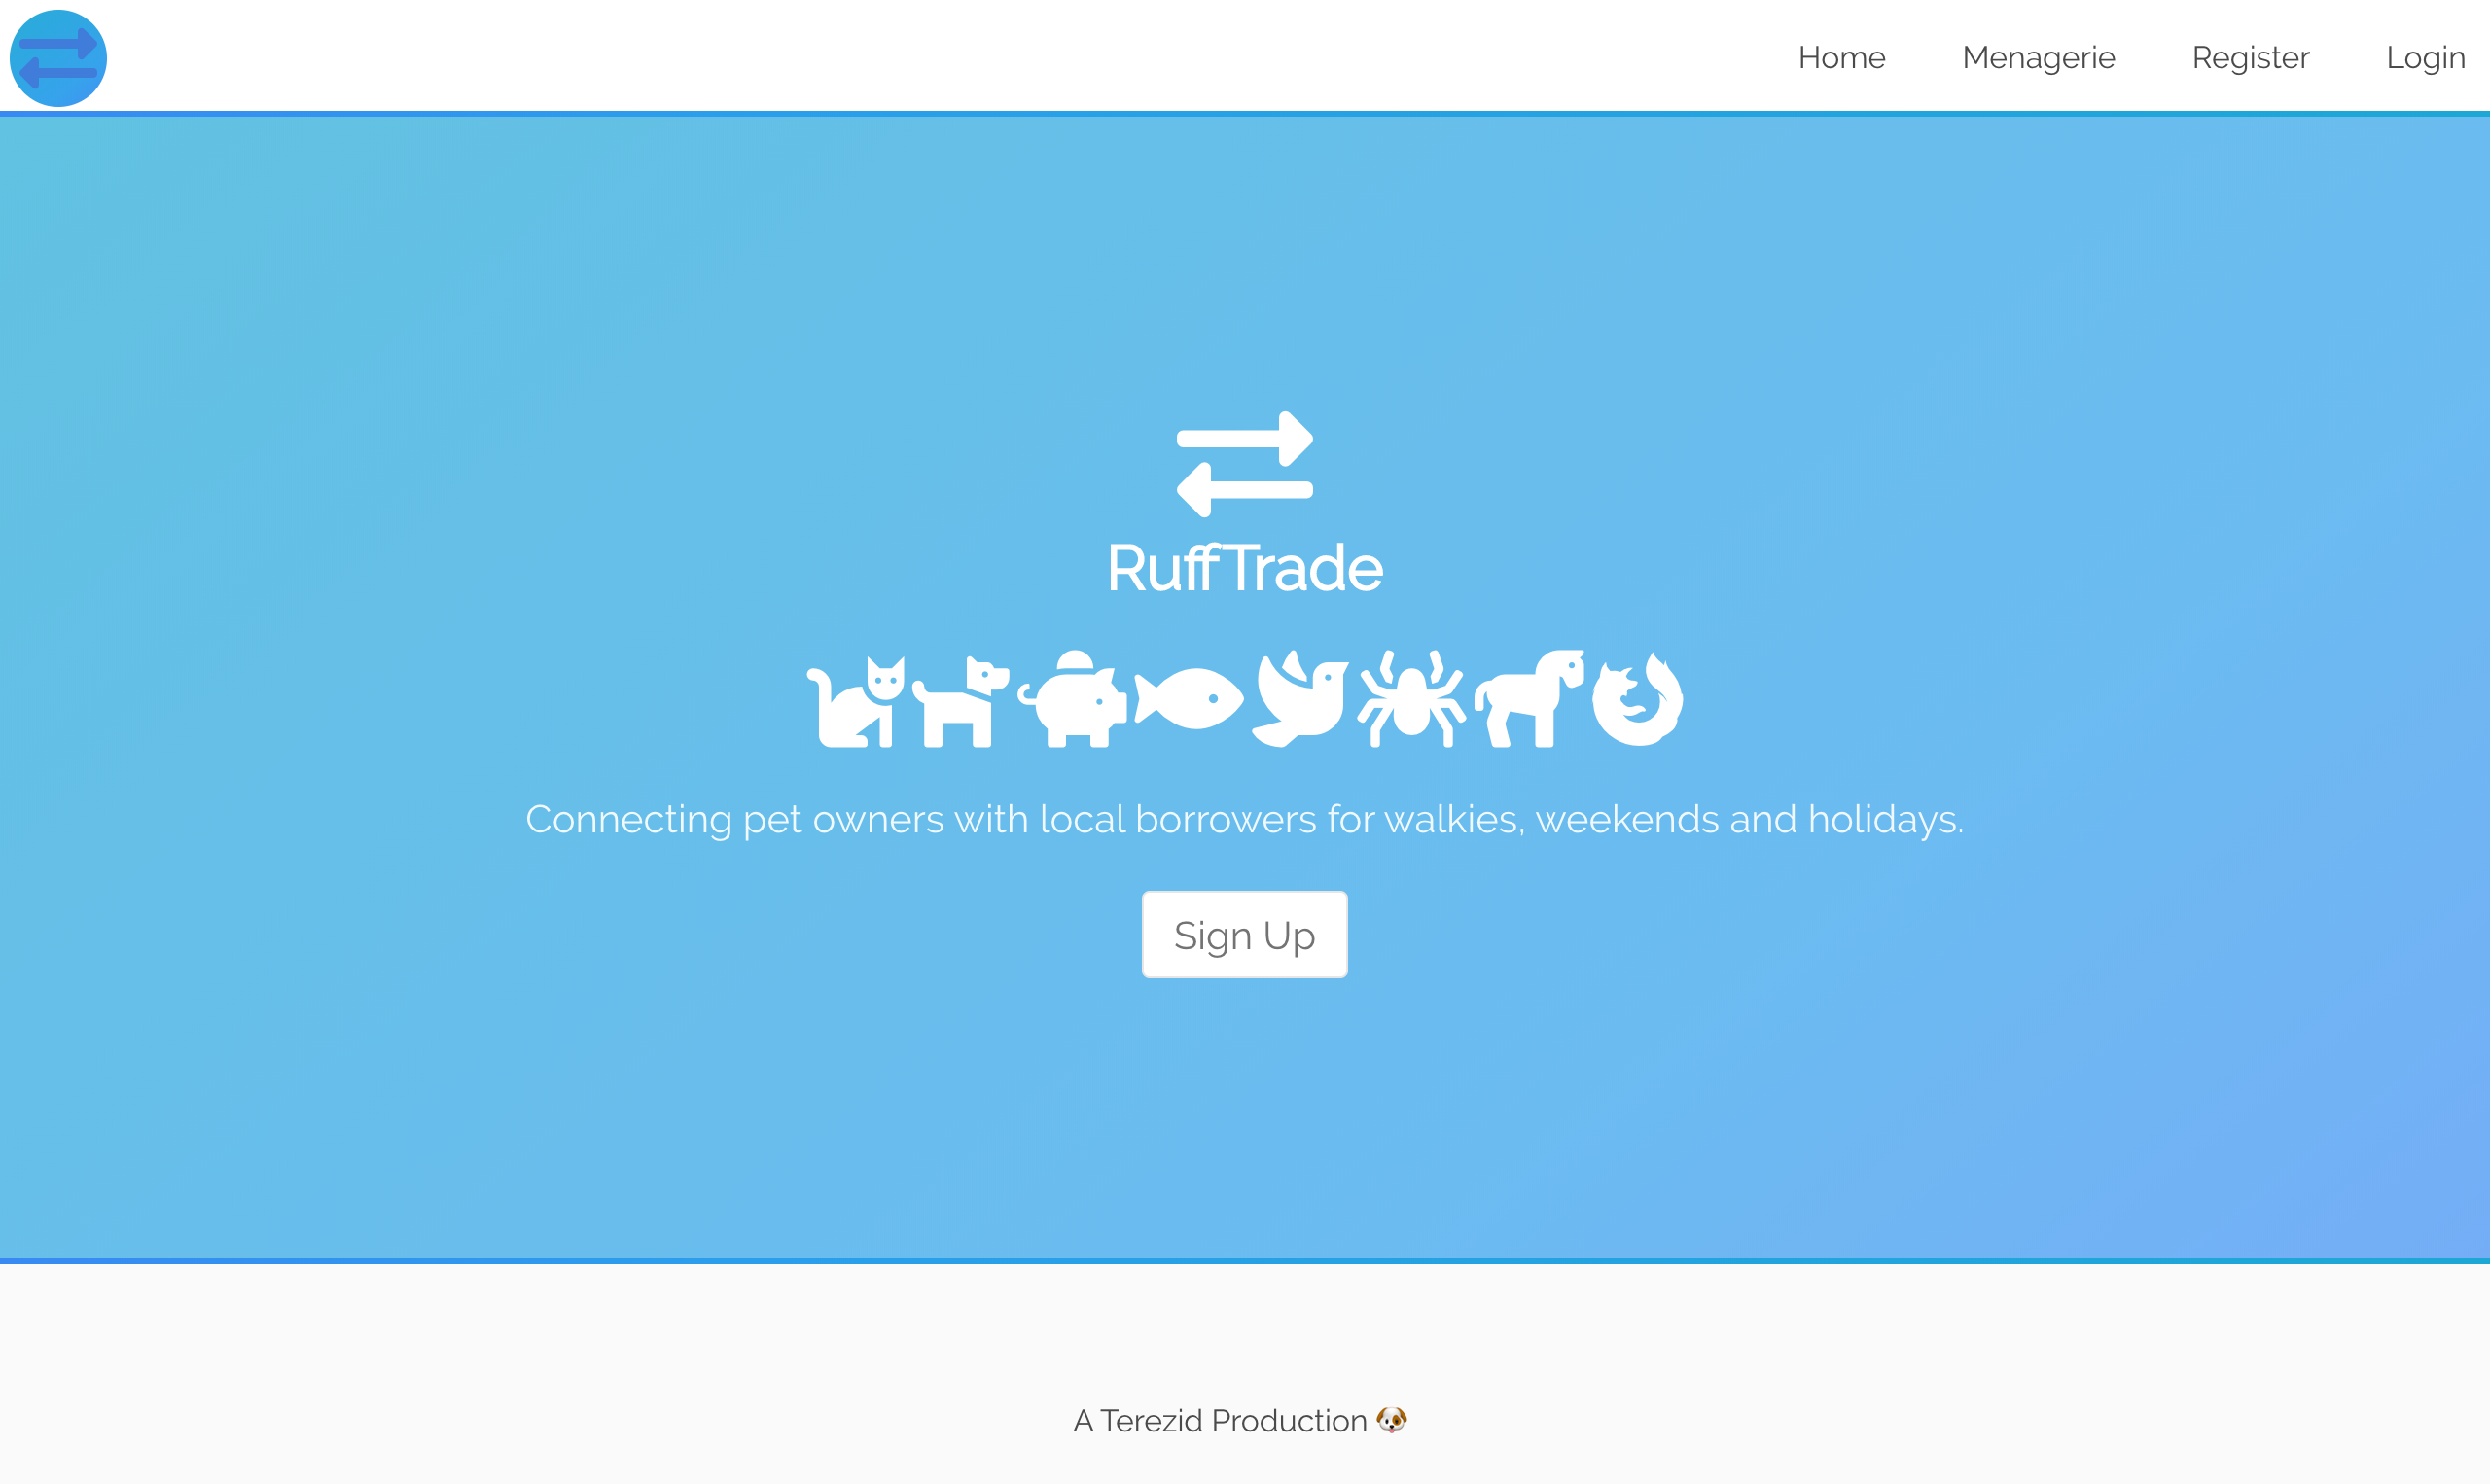 Home Menagerie Register Login
RuffTrade
Connecting pet owners with local borrowers for walkies, weekends and holidays.
Sign Up
A Terezid Production 🐶